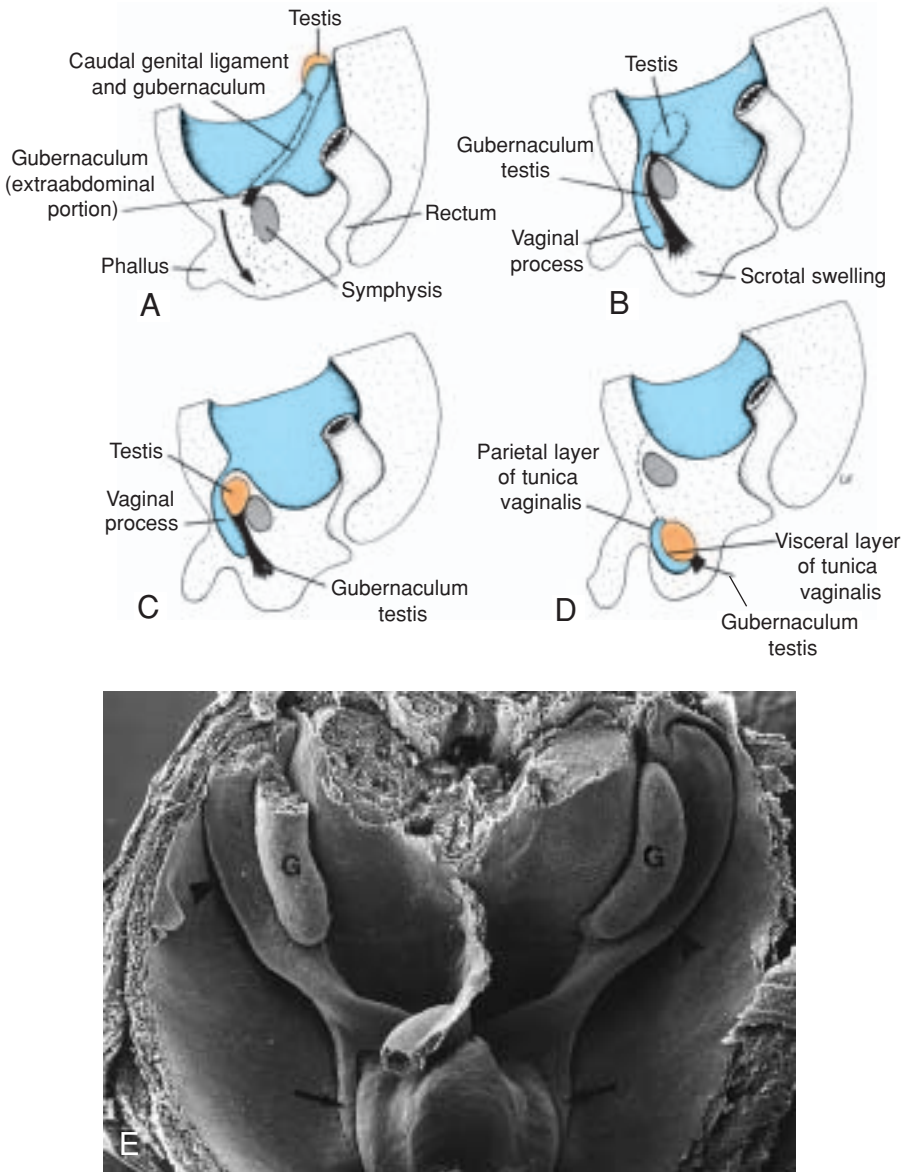 Testis
Caudal genital ligament
and gubernaculum
Gubernaculum
(extraabdominal
portion)
Rectum
Phallus
Symphysis
A
Testis
Gubernaculum
testis
Vaginal
process
Scrotal swelling
B
Testis
Vaginal
process
Gubernaculum
testis
C
Parietal layer
of tunica
vaginalis
Visceral layer
of tunica
vaginalis
Gubernaculum
testis
D
G
G
E